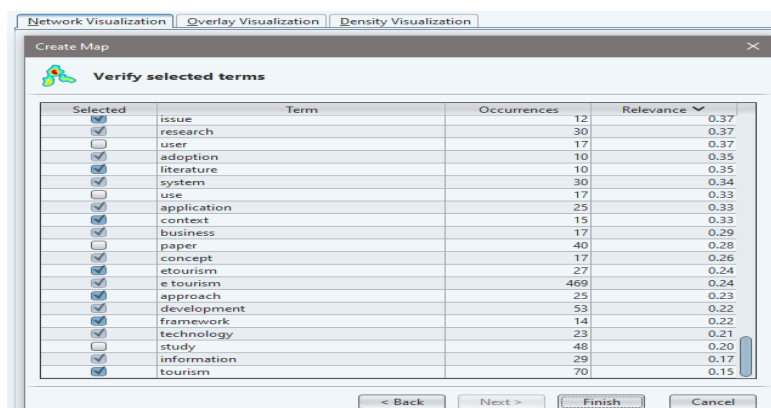 Network Visualization Overlay Visualization Density Visualization
Create Map
Verify selected terms
Selected Term Occurrences Relevance
issue 12 0.37
research 30 0.37
user 17 0.37
adoption 10 0.35
literature 10 0.35
system 30 0.34
use 17 0.33
application 25 0.33
context 15 0.33
business 17 0.29
paper 40 0.28
concept 17 0.26
etourism 27 0.24
e tourism 469 0.24
approach 25 0.23
development 53 0.22
framework 14 0.22
technology 23 0.21
study 48 0.20
information 29 0.17
tourism 70 0.15
< Back Next > Finish Cancel